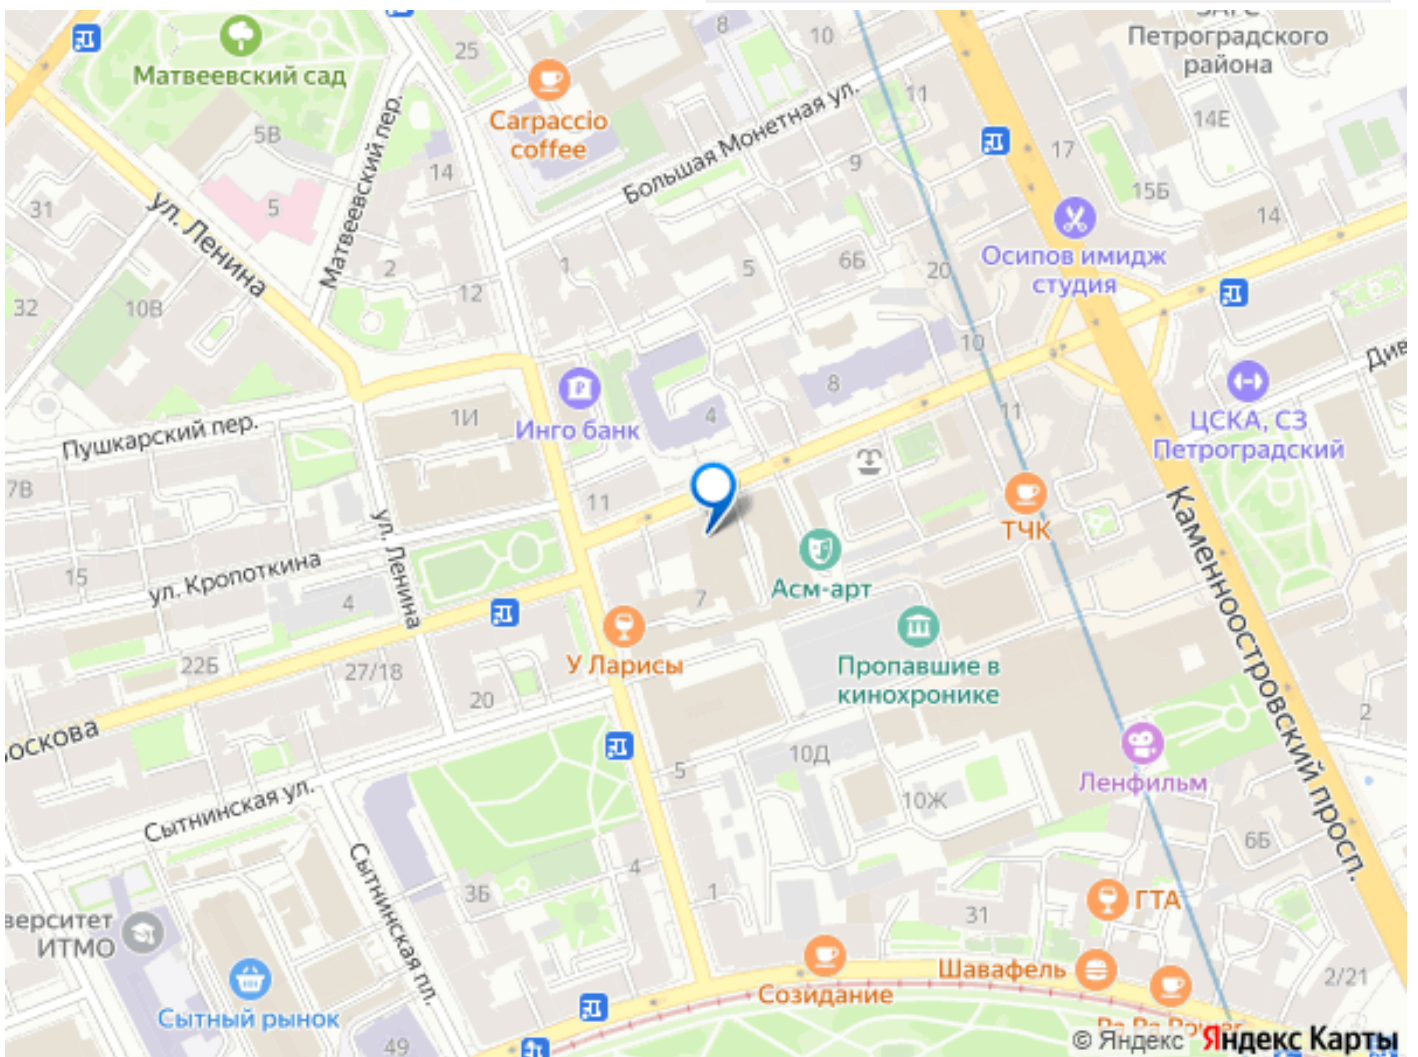 8
10
Петроградского
района
25
Матвеевский сад
Carpaccio
coffee
Большая Монетная ул.
11
14Е
5В
Матвеевский пер.
14
9
17
15Б
31
5
ул. Ленина
14
Осипов имидж
студия
2
1
5
6Б
20
12
32
10В
10
Инго банк
8
4
11
ЦСКА, СЗ
Петроградский
Пушкарский пер.
1И
7В
11
ТЧК
ул. Ленина
Каменноостровский просп.
15
ул. Кропоткина
4
7
Асм-арт
22Б
27/18
У Ларисы
Пропавшие в
кинохронике
20
2
10Д
5
Ленфильм
10Ж
Сытнинская ул.
6Б
4
3Б
1
31
ГТА
Сытнинская пл.
ИТМО
Шавафель
2/21
Созидание
Сытный рынок
49
© Яндекс Яндекс Карты